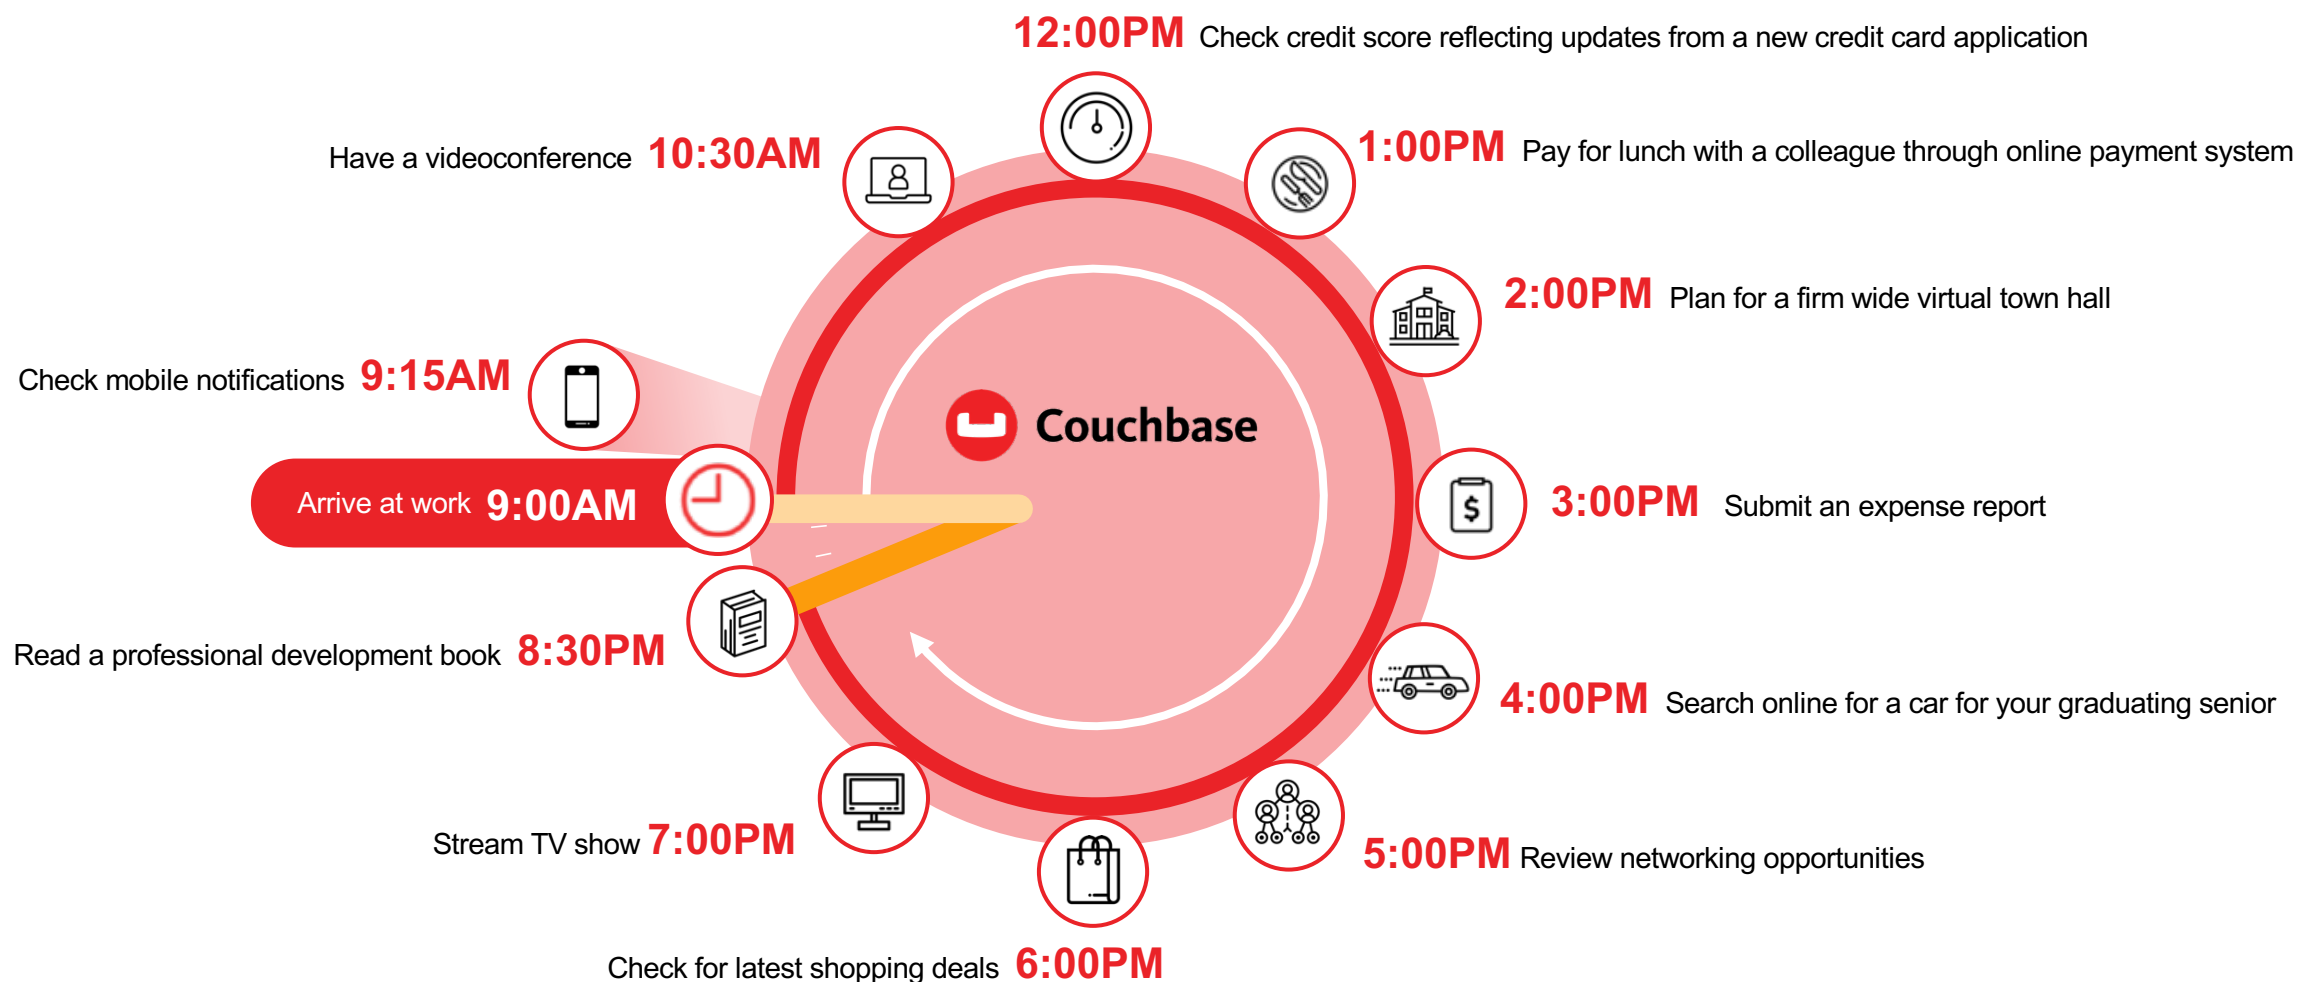 12:00PM Check credit score reflecting updates from a new credit card application
Have a videoconference 10:30AM
1:00PM Pay for lunch with a colleague through online payment system
2:00PM Plan for a firm wide virtual town hall
Check mobile notifications 9:15AM
Couchbase
Arrive at work 9:00AM
3:00PM Submit an expense report
Read a professional development book 8:30PM
4:00PM Search online for a car for your graduating senior
Stream TV show 7:00PM
5:00PM Review networking opportunities
Check for latest shopping deals 6:00PM